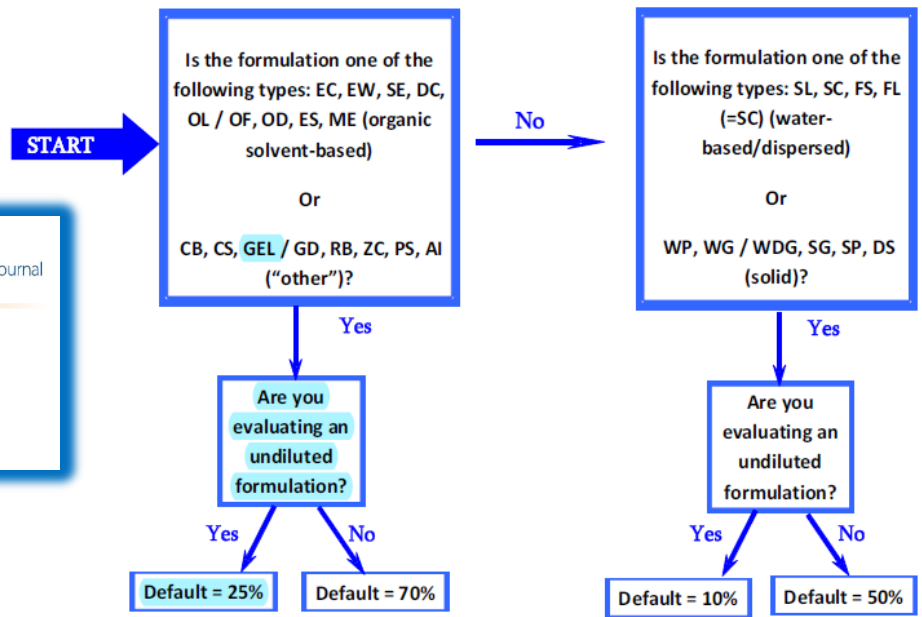 START
Is the formulation one of the
following types: EC, EW, SE, DC,
OL / OF, OD, ES, ME (organic
solvent-based)
Or
CB, CS, GEL / GD, RB, ZC, PS, AI
("other")?
No
Is the formulation one of the
following types: SL, SC, FS, FL
(=SC) (water-
based/dispersed)
Or
WP, WG / WDG, SG, SP, DS
(solid)?
ournal
Yes
Are you
evaluating an
undiluted
formulation?
Yes
No
Default = 25%
Default = 70%
Yes
Are you
evaluating an
undiluted
formulation?
Yes
No
Default = 10%
Default = 50%